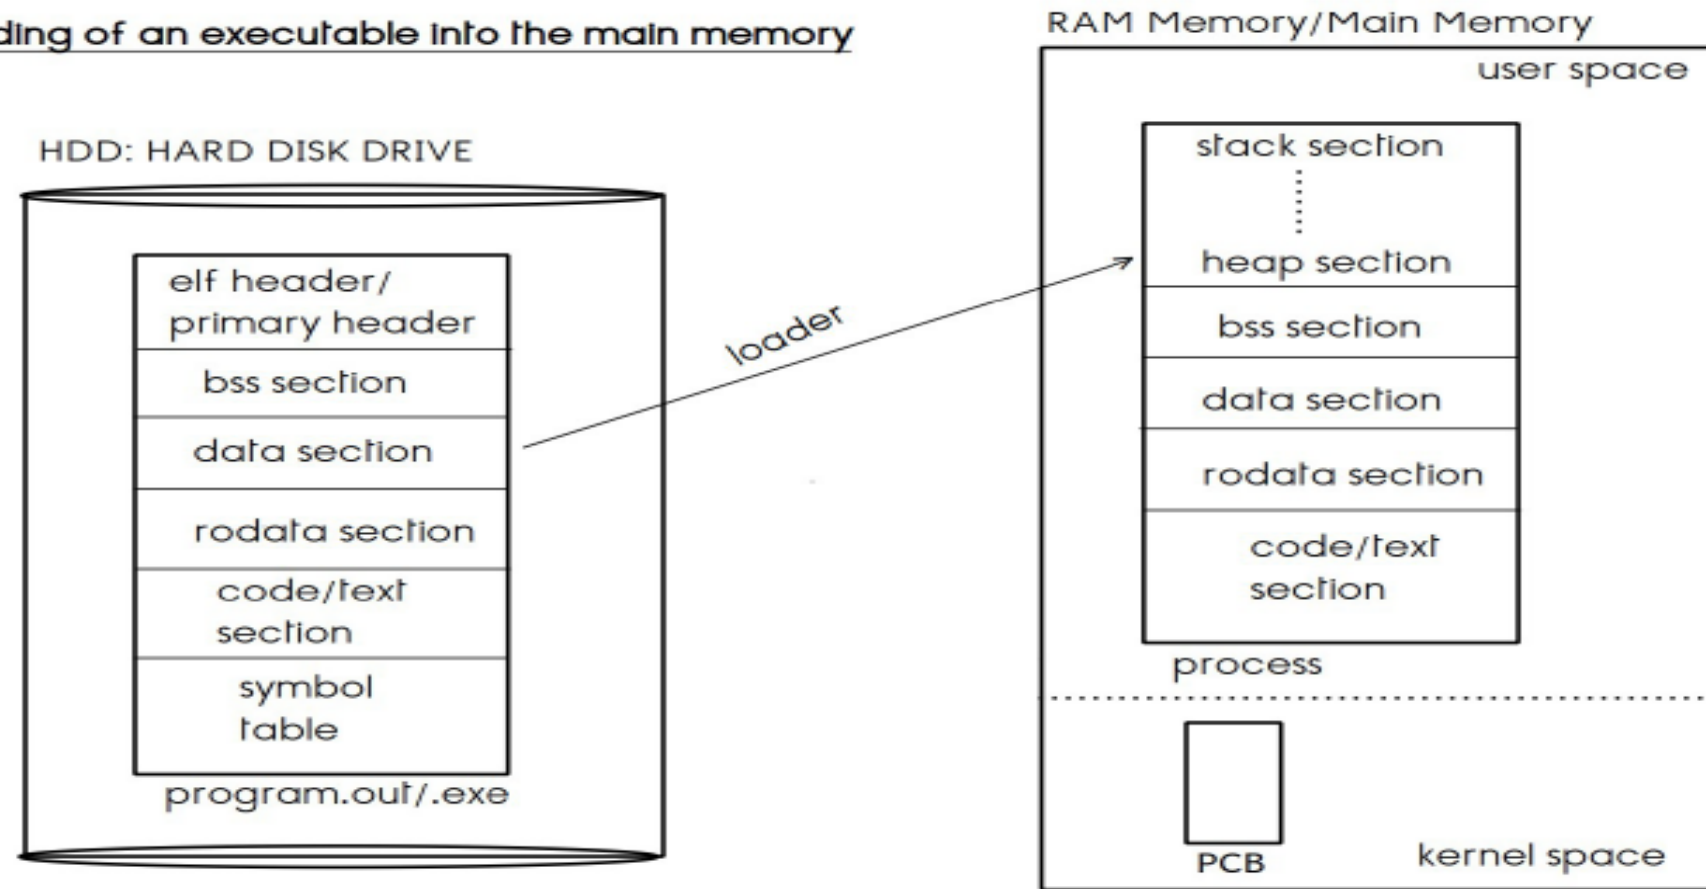 ding of an executable into the main memory
HDD: HARD DISK DRIVE
elf header/
primary header
bss section
data section
rodata section
code/text
section
symbol
table
program.out/.exe
loader
RAM Memory/Main Memory
user space
stack section
heap section
bss section
data section
rodata section
code/text
section
process
PCB
kernel space